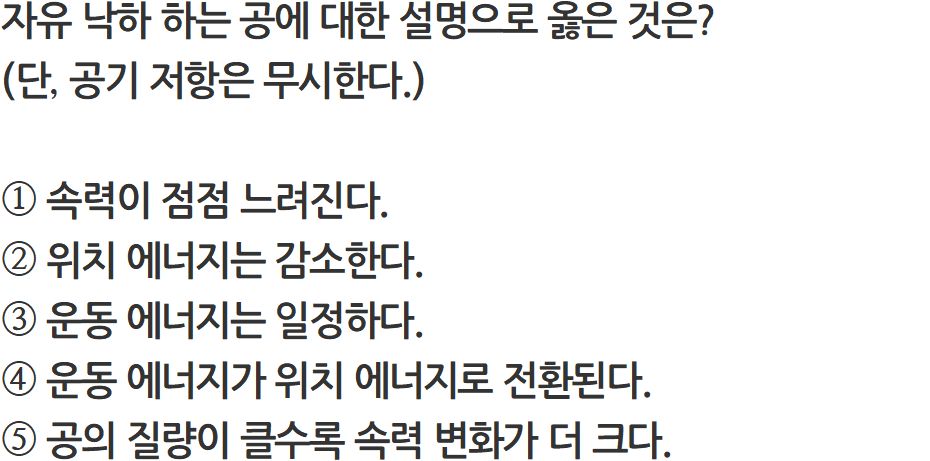 자유 낙하 하는 공에 대한 설명으로 옳은 것은?
(단, 공기 저항은 무시한다.)
① 속력이 점점 느려진다.
② 위치 에너지는 감소한다.
③ 운동 에너지는 일정하다.
④ 운동 에너지가 위치 에너지로 전환된다.
⑤ 공의 질량이 클수록 속력 변화가 더 크다.